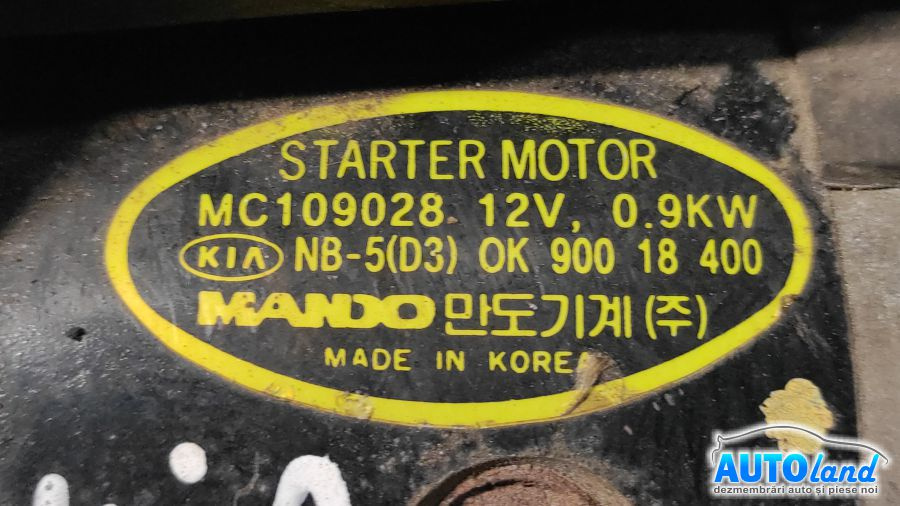 STARTER MOTOR
MC109028 12V, 0.9KW
KIA NB-5(D3) OK 900 18 400
MANDO 만도기계(주)
MADE IN KOREA
AUTOland
dezmembrări auto și piese noi